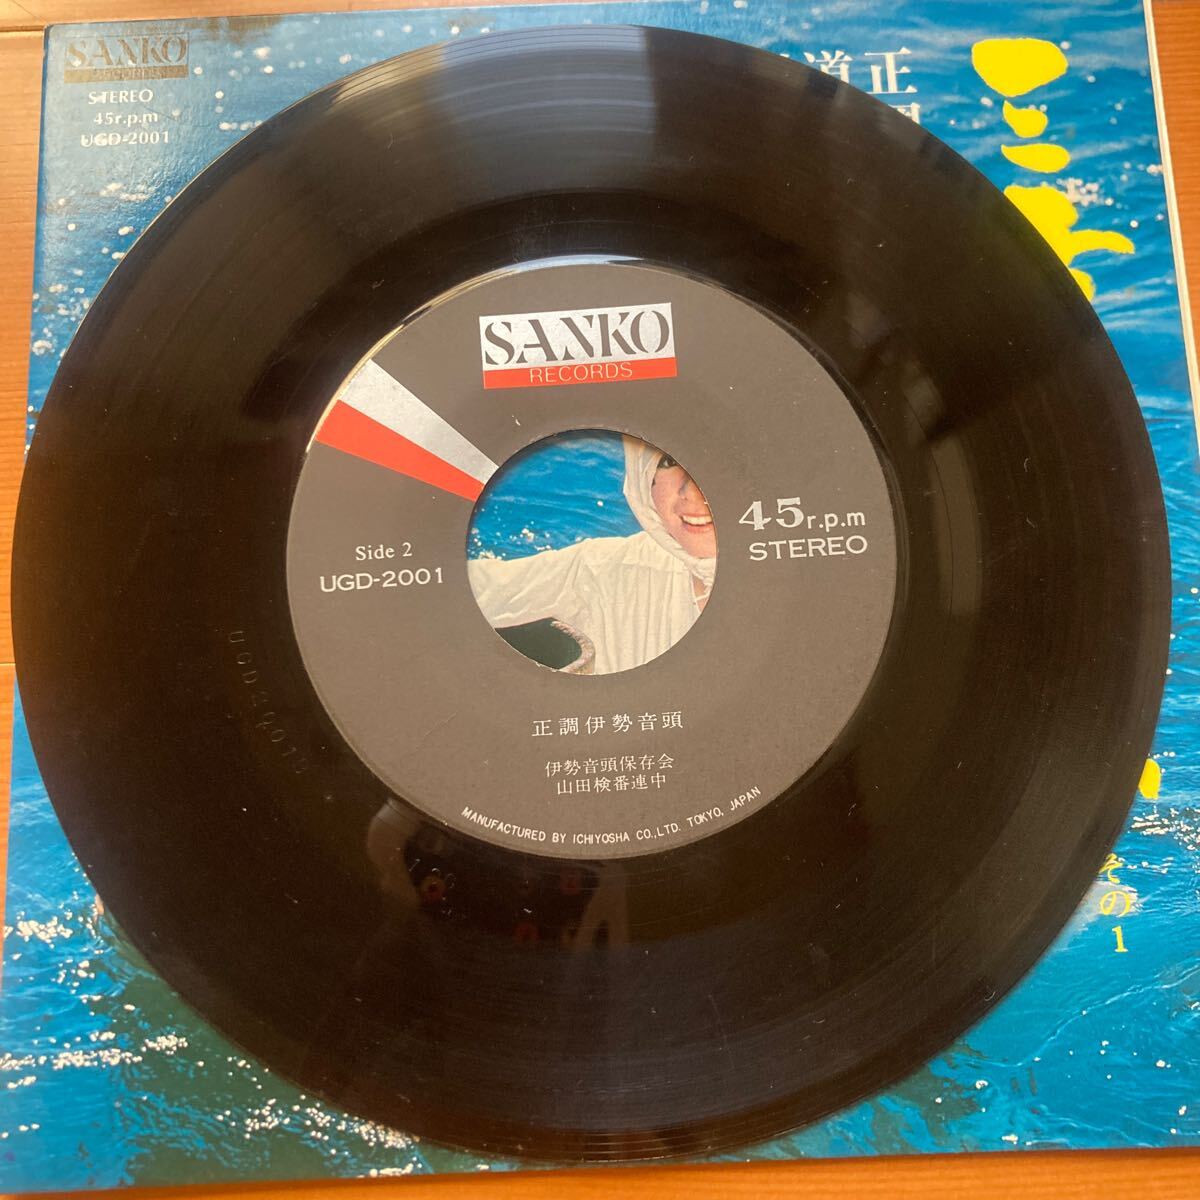 SANKO
RECORDS
STEREO
45r.p.m
UGD-2001
正
道
その1
SANKO
RECORDS
45r.p.m
STEREO
Side 2
UGD-2001
正調伊勢音頭
伊勢音頭保存会
山田検番連中
MANUFACTURED BY ICHIYOSHA CO.,LTD. TOKYO, JAPAN